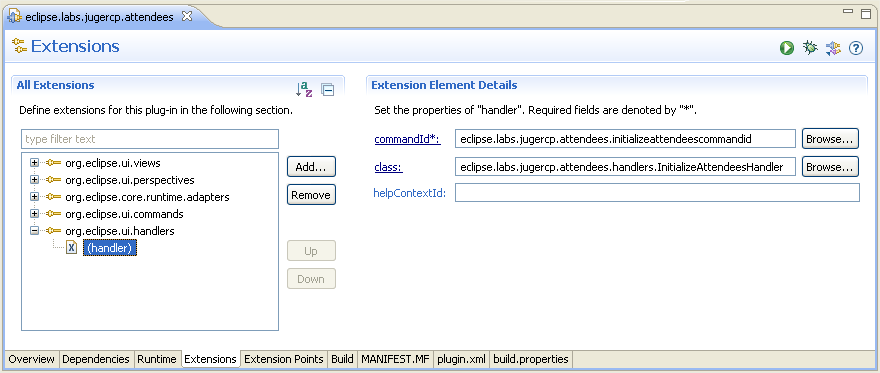 eclipse.labs.jugercp.attendees
Extensions
All Extensions
Define extensions for this plug-in in the following section.
type filter text
org.eclipse.ui.views
org.eclipse.ui.perspectives
org.eclipse.core.runtime.adapters
org.eclipse.ui.commands
org.eclipse.ui.handlers
X (handler)
Add...
Remove
Up
Down
Extension Element Details
Set the properties of "handler". Required fields are denoted by "*".
commandId*: eclipse.labs.jugercp.attendees.initializeattendeescommandid Browse...
class: eclipse.labs.jugercp.attendees.handlers.InitializeAttendeesHandler Browse...
helpContextId:
Overview Dependencies Runtime Extensions Extension Points Build MANIFEST.MF plugin.xml build.properties